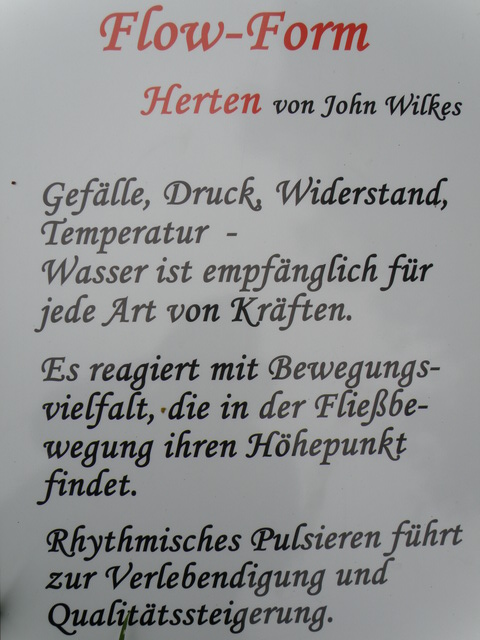 Flow-Form
Herten von John Wilkes
Gefälle, Druck, Widerstand,
Temperatur -
Wasser ist empfänglich für
jede Art von Kräften.
Es reagiert mit Bewegungs-
vielfalt, die in der Fließbe-
wegung ihren Höhepunkt
findet.
Rhythmisches Pulsieren führt
zur Verlebendigung und
Qualitätssteigerung.